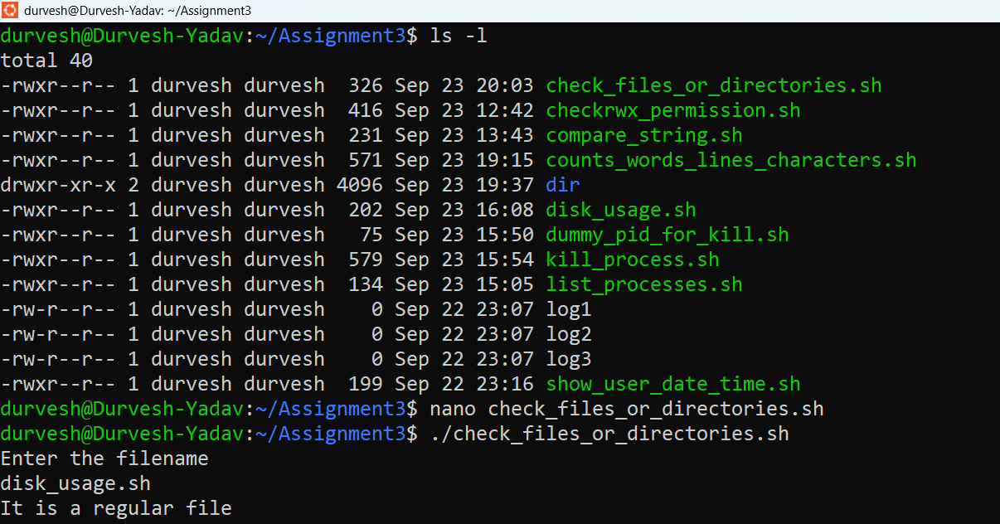 durvesh@Durvesh-Yadav: ~/Assignment3
durvesh@Durvesh-Yadav:~/Assignment3$ ls -l
total 40
-rwxr--r-- 1 durvesh durvesh  326 Sep 23 20:03 check_files_or_directories.sh
-rwxr--r-- 1 durvesh durvesh  416 Sep 23 12:42 checkrwx_permission.sh
-rwxr--r-- 1 durvesh durvesh  231 Sep 23 13:43 compare_string.sh
-rwxr--r-- 1 durvesh durvesh  571 Sep 23 19:15 counts_words_lines_characters.sh
drwxr-xr-x 2 durvesh durvesh 4096 Sep 23 19:37 dir
-rwxr--r-- 1 durvesh durvesh  202 Sep 23 16:08 disk_usage.sh
-rwxr--r-- 1 durvesh durvesh   75 Sep 23 15:50 dummy_pid_for_kill.sh
-rwxr--r-- 1 durvesh durvesh  579 Sep 23 15:54 kill_process.sh
-rwxr--r-- 1 durvesh durvesh  134 Sep 23 15:05 list_processes.sh
-rw-r--r-- 1 durvesh durvesh    0 Sep 22 23:07 log1
-rw-r--r-- 1 durvesh durvesh    0 Sep 22 23:07 log2
-rw-r--r-- 1 durvesh durvesh    0 Sep 22 23:07 log3
-rwxr--r-- 1 durvesh durvesh  199 Sep 22 23:16 show_user_date_time.sh
durvesh@Durvesh-Yadav:~/Assignment3$ nano check_files_or_directories.sh
durvesh@Durvesh-Yadav:~/Assignment3$ ./check_files_or_directories.sh
Enter the filename
disk_usage.sh
It is a regular file